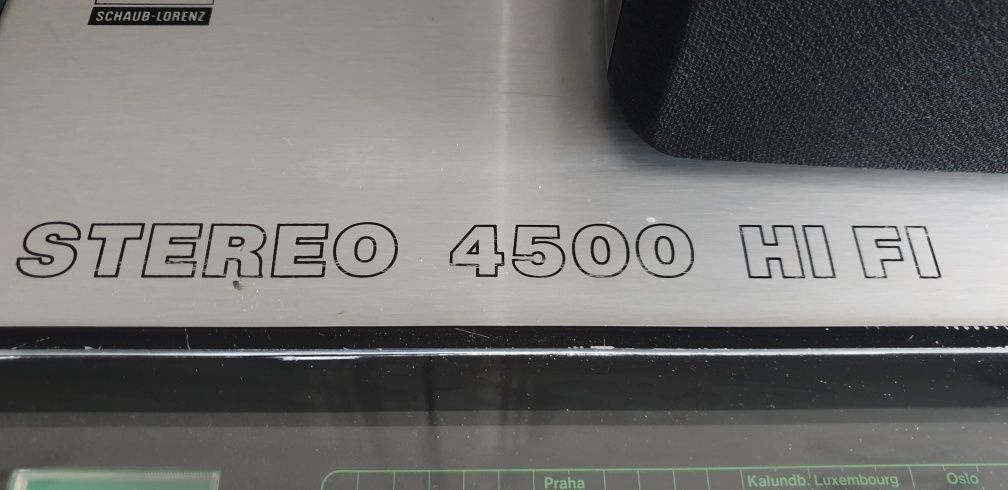 SCHAUB-LORENZ
STEREO 4500 HI FI
Praha Kalundb. Luxembourg Oslo